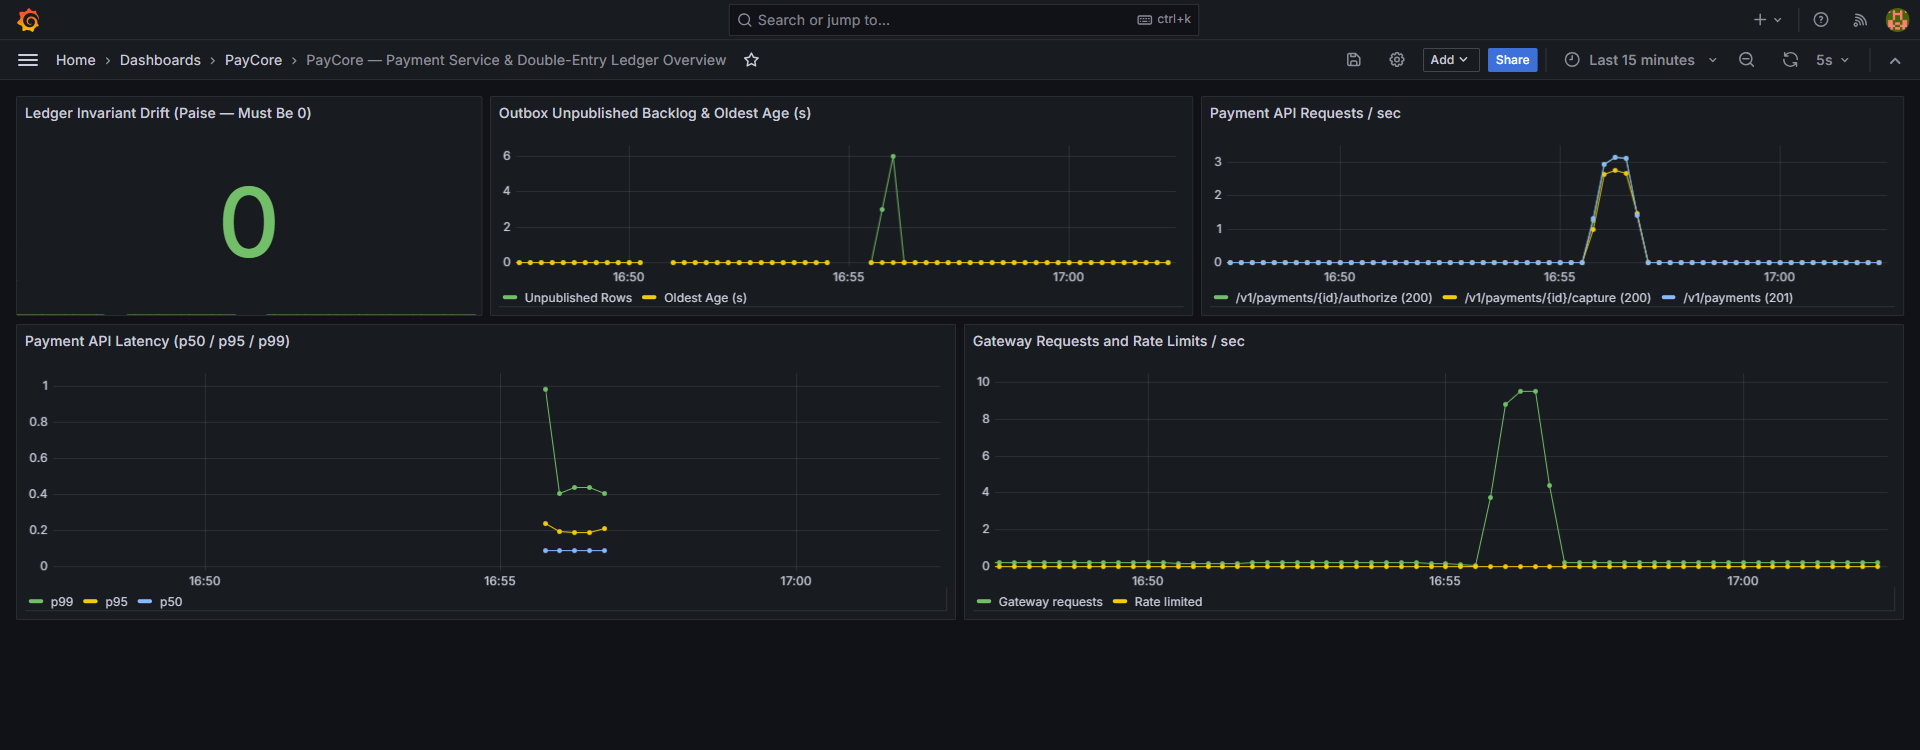 Search or jump to...
ctrl+k
Home › Dashboards › PayCore › PayCore — Payment Service & Double-Entry Ledger Overview
Add
Share
Last 15 minutes
5s
Ledger Invariant Drift (Paise — Must Be 0)
0
Outbox Unpublished Backlog & Oldest Age (s)
6
4
2
0
16:50
16:55
17:00
Unpublished Rows
Oldest Age (s)
Payment API Requests / sec
3
2
1
0
16:50
16:55
17:00
/v1/payments/{id}/authorize (200)
/v1/payments/{id}/capture (200)
/v1/payments (201)
Payment API Latency (p50 / p95 / p99)
1
0.8
0.6
0.4
0.2
0
16:50
16:55
17:00
p99
p95
p50
Gateway Requests and Rate Limits / sec
10
8
6
4
2
0
16:50
16:55
17:00
Gateway requests
Rate limited